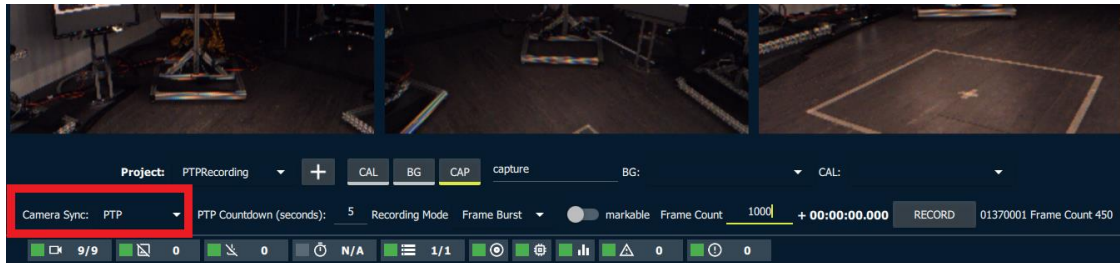 Project: PTPRecording + CAL BG CAP capture BG: CAL:
Camera Sync: PTP PTP Countdown (seconds): 5 Recording Mode Frame Burst markable Frame Count 1000 + 00:00:00.000 RECORD 01370001 Frame Count 450
9/9 0 0 N/A 1/1 0 0